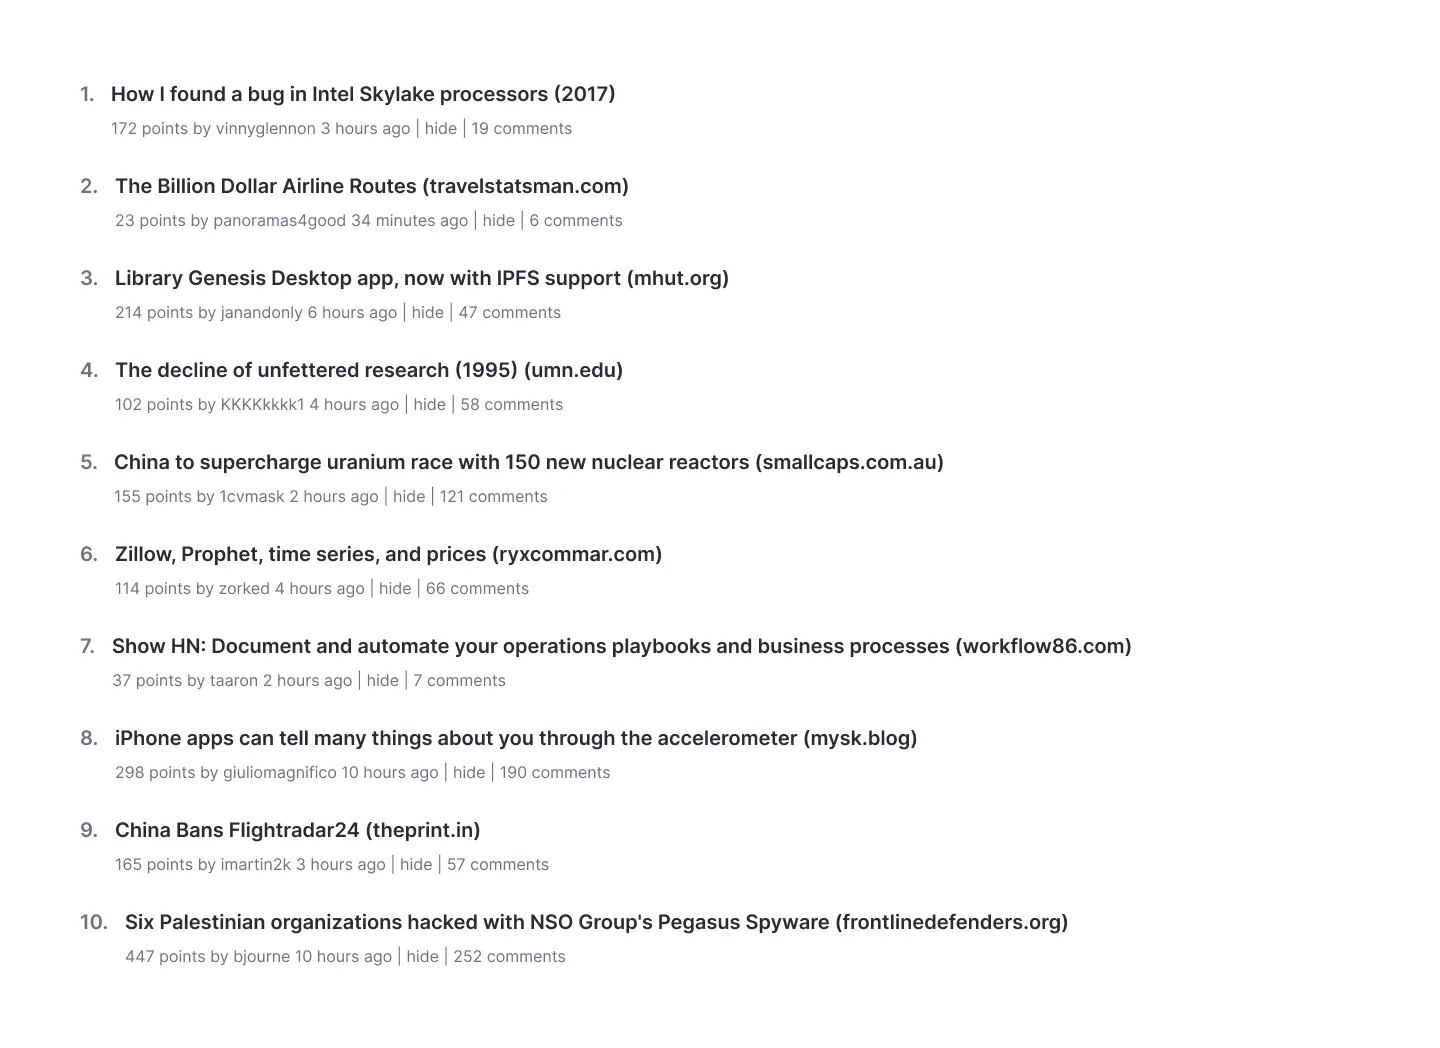 1. How I found a bug in Intel Skylake processors (2017)
172 points by vinnyglennon 3 hours ago | hide | 19 comments
2. The Billion Dollar Airline Routes (travelstatsman.com)
23 points by panoramas4good 34 minutes ago | hide | 6 comments
3. Library Genesis Desktop app, now with IPFS support (mhut.org)
214 points by janandonly 6 hours ago | hide | 47 comments
4. The decline of unfettered research (1995) (umn.edu)
102 points by KKKKkkkk1 4 hours ago | hide | 58 comments
5. China to supercharge uranium race with 150 new nuclear reactors (smallcaps.com.au)
155 points by 1cvmask 2 hours ago | hide | 121 comments
6. Zillow, Prophet, time series, and prices (ryxcommar.com)
114 points by zorked 4 hours ago | hide | 66 comments
7. Show HN: Document and automate your operations playbooks and business processes (workflow86.com)
37 points by taaron 2 hours ago | hide | 7 comments
8. iPhone apps can tell many things about you through the accelerometer (mysk.blog)
298 points by giuliomagnifico 10 hours ago | hide | 190 comments
9. China Bans Flightradar24 (theprint.in)
165 points by imartin2k 3 hours ago | hide | 57 comments
10. Six Palestinian organizations hacked with NSO Group's Pegasus Spyware (frontlinedefenders.org)
447 points by bjourne 10 hours ago | hide | 252 comments